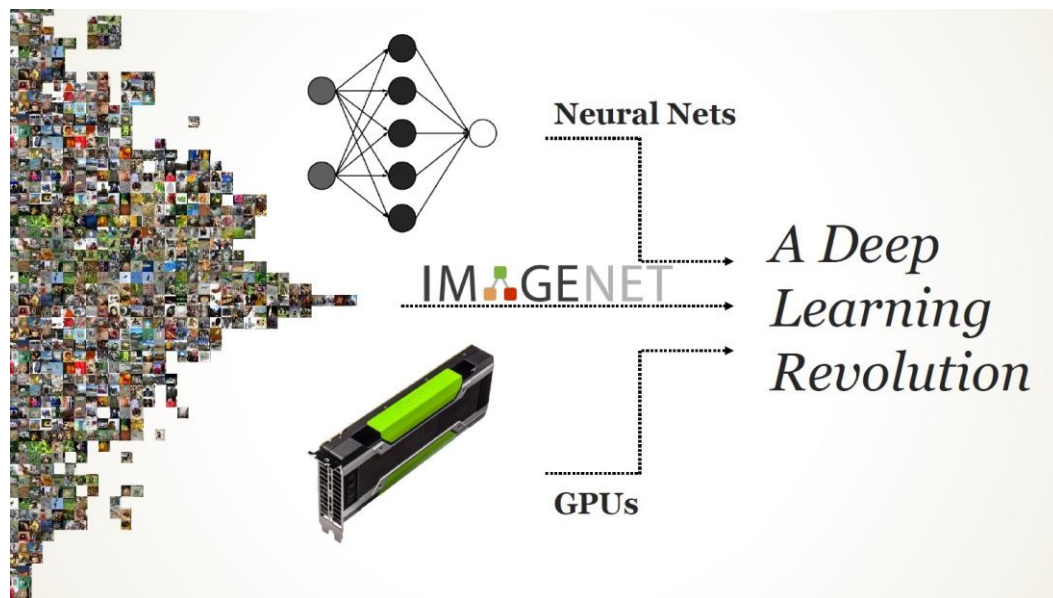 Neural Nets
IMAGENET
A Deep
Learning
Revolution
GPUs